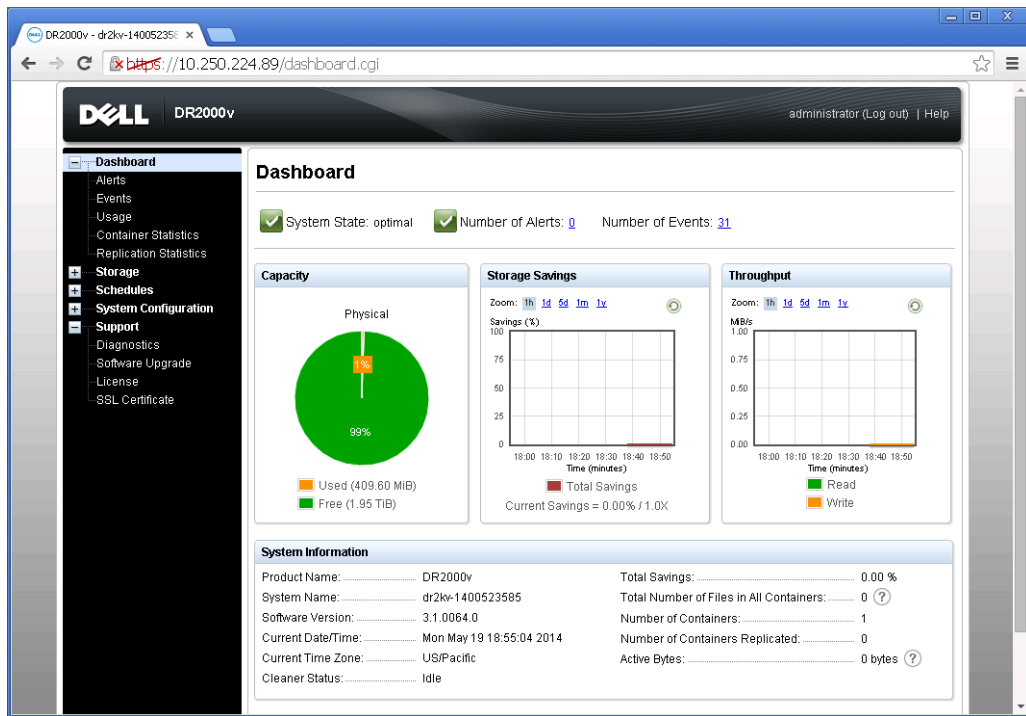 DR2000v - dr2kv-14005235
https://10.250.224.89/dashboard.cgi
DELL DR2000v
administrator (Log out) | Help
Dashboard
Alerts
Events
Usage
Container Statistics
Replication Statistics
Storage
Schedules
System Configuration
Support
Diagnostics
Software Upgrade
License
SSL Certificate
Dashboard
System State: optimal Number of Alerts: 0 Number of Events: 31
Capacity
Physical
1%
99%
Used (409.60 MiB)
Free (1.95 TiB)
Storage Savings
Zoom: 1h 1d 5d 1m 1y
Savings (%)
100
75
50
25
0
18:00 18:10 18:20 18:30 18:40 18:50
Time (minutes)
Total Savings
Current Savings = 0.00% / 1.0X
Throughput
Zoom: 1h 1d 5d 1m 1y
MiB/s
1.00
0.75
0.50
0.25
0.00
18:00 18:10 18:20 18:30 18:40 18:50
Time (minutes)
Read
Write
System Information
Product Name: DR2000v
System Name: dr2kv-1400523585
Software Version: 3.1.0064.0
Current Date/Time: Mon May 19 18:55:04 2014
Current Time Zone: US/Pacific
Cleaner Status: Idle
Total Savings: 0.00 %
Total Number of Files in All Containers: 0 ?
Number of Containers: 1
Number of Containers Replicated: 0
Active Bytes: 0 bytes ?